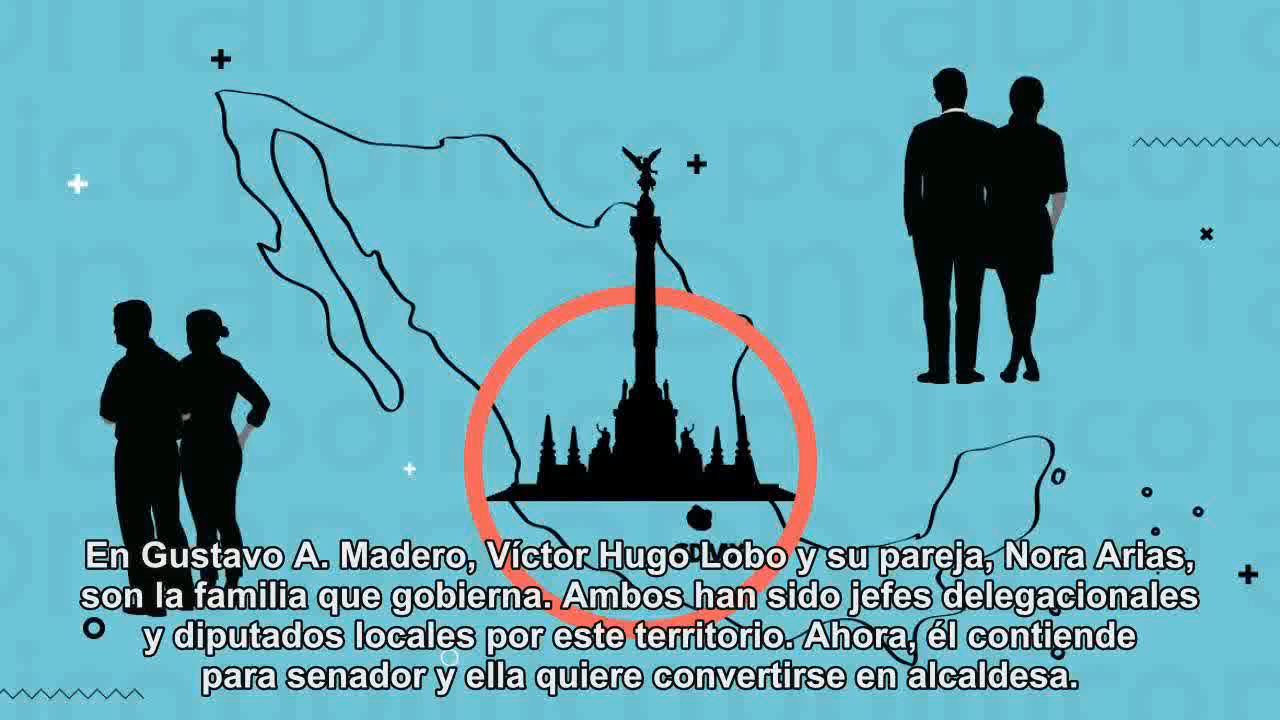 En Gustavo A. Madero, Víctor Hugo Lobo y su pareja, Nora Arias,
son la familia que gobierna. Ambos han sido jefes delegacionales
y diputados locales por este territorio. Ahora, él contiende
para senador y ella quiere convertirse en alcaldesa.